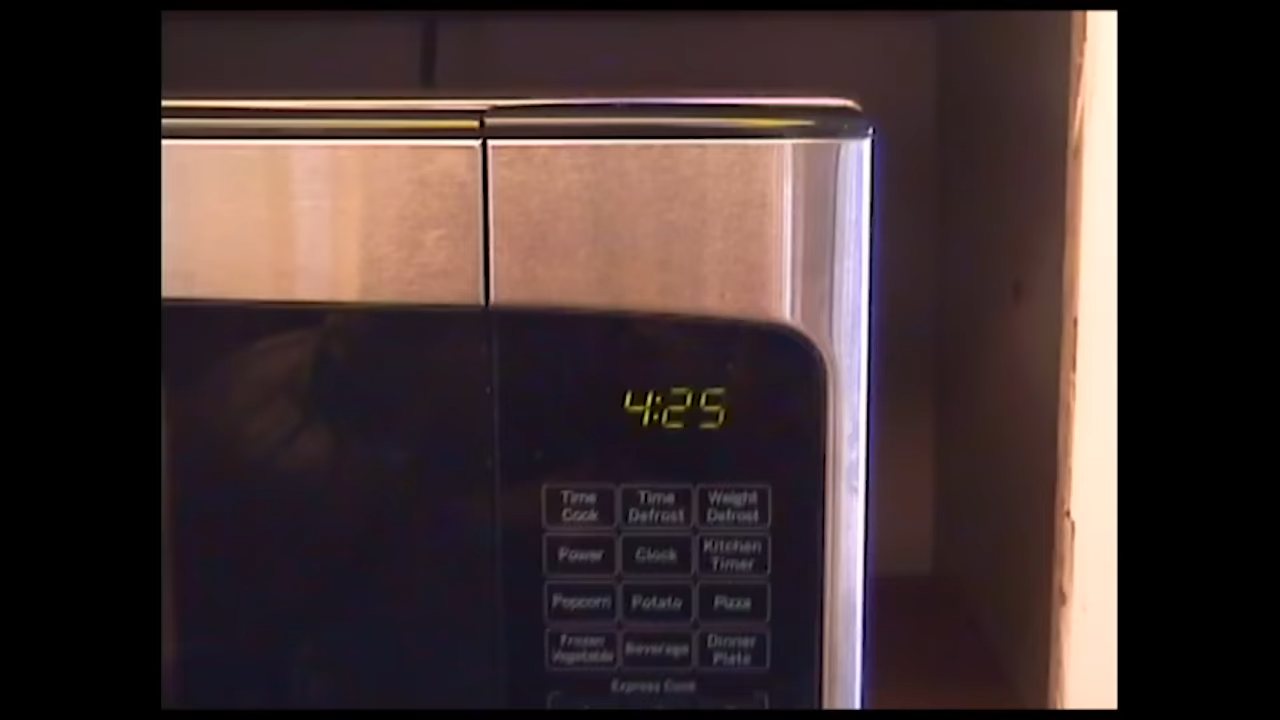 4:25
Time Cook
Time Defrost
Weight Defrost
Power
Clock
Kitchen Timer
Popcorn
Potato
Pizza
Frozen Vegetable
Beverage
Dinner Plate
Express Cook